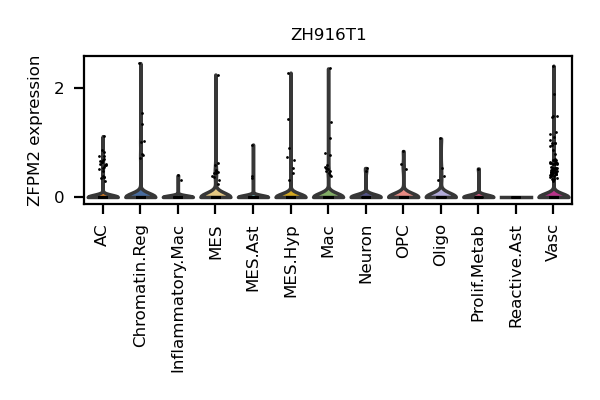 ZH916T1
ZFPM2 expression
2
0
AC
Chromatin.Reg
Inflammatory.Mac
MES
MES.Ast
MES.Hyp
Mac
Neuron
OPC
Oligo
Prolif.Metab
Reactive.Ast
Vasc